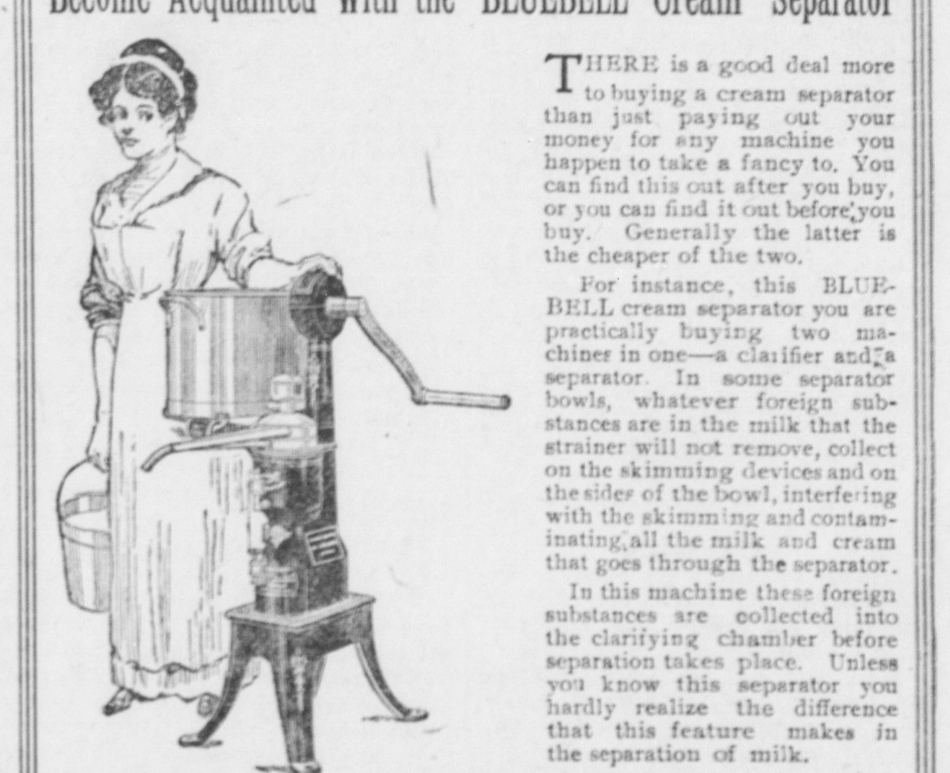 Become Acquainted With the "BLUEBELL" Cream Separator
THERE is a good deal more
to buying a cream separator
than just paying out your
money for any machine you
happen to take a fancy to. You
can find this out after you buy,
or you can find it out before you
buy. Generally the latter is
the cheaper of the two.
For instance, this BLUE-
BELL cream separator you are
practically buying two ma-
chines in one—a clarifier and a
separator. In some separator
bowls, whatever foreign sub-
stances are in the milk that the
strainer will not remove, collect
on the skimming devices and on
the sides of the bowl, interfering
with the skimming and contam-
inating all the milk and cream
that goes through the separator.
In this machine these foreign
substances are collected into
the clarifying chamber before
separation takes place. Unless
you know this separator you
hardly realize the difference
that this feature makes in
the separation of milk.